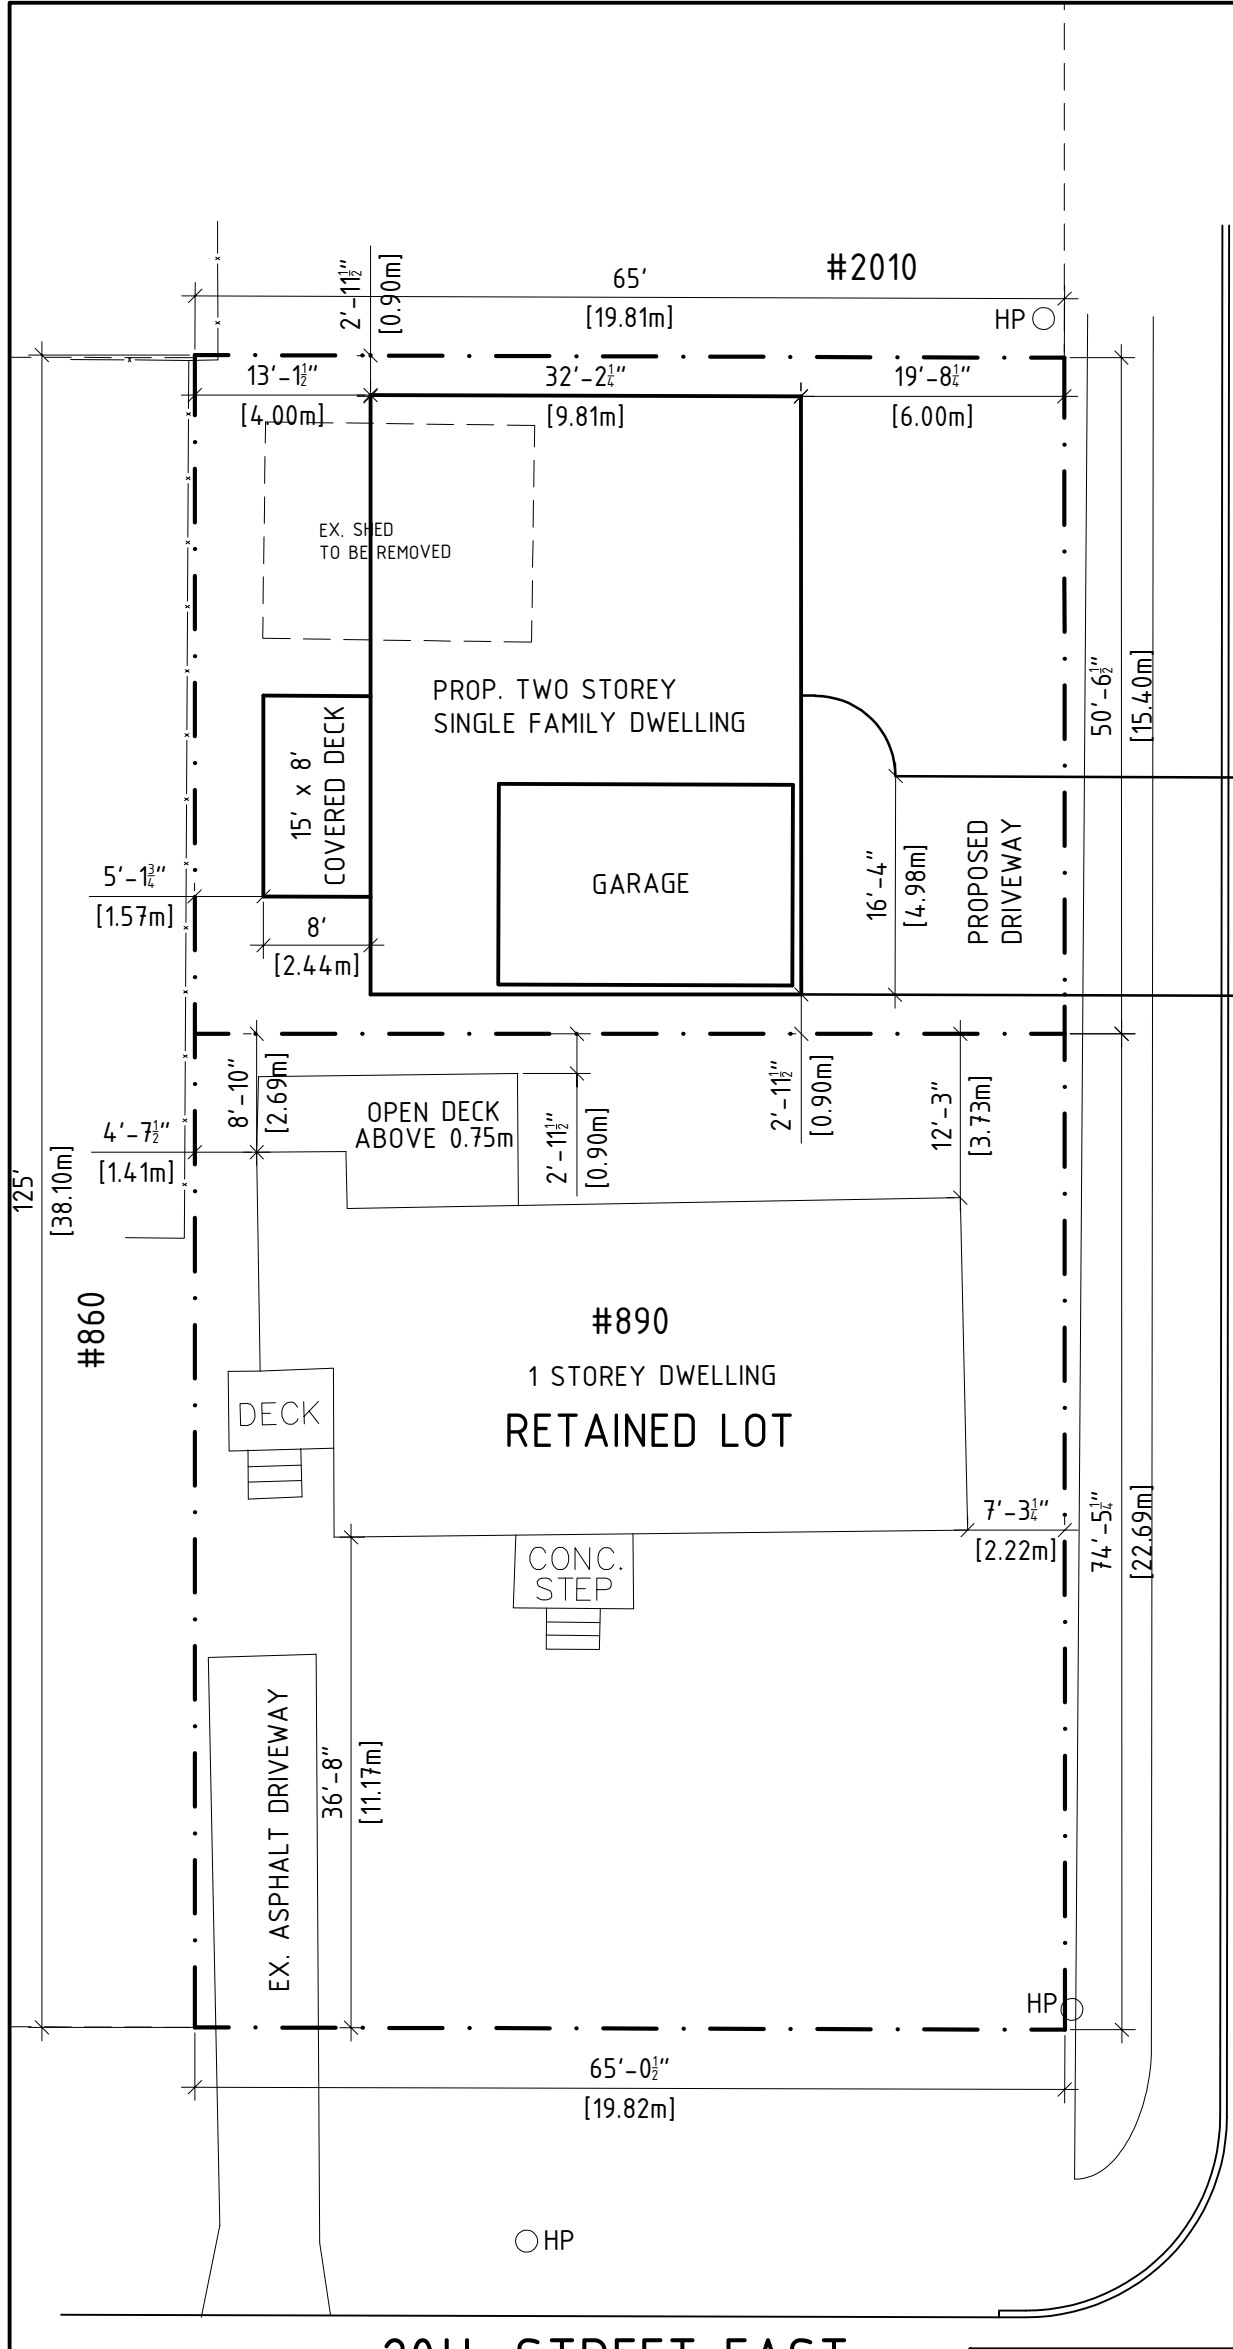 #2010
65'
[19.81m]
HP
2'-11½"
[0.90m]
13'-1½"
[4.00m]
32'-2¼"
[9.81m]
19'-8¼"
[6.00m]
EX. SHED
TO BE REMOVED
PROP. TWO STOREY
SINGLE FAMILY DWELLING
50'-6½"
[15.40m]
15' x 8'
COVERED DECK
GARAGE
16'-4"
[4.98m]
PROPOSED
DRIVEWAY
5'-1¾"
[1.57m]
8'
[2.44m]
8'-10"
[2.69m]
OPEN DECK
ABOVE 0.75m
2'-11½"
[0.90m]
2'-11½"
[0.90m]
12'-3"
[3.73m]
4'-7½"
[1.41m]
125'
[38.10m]
#860
#890
1 STOREY DWELLING
RETAINED LOT
DECK
7'-3¼"
[2.22m]
74'-5¼"
[22.69m]
CONC.
STEP
EX. ASPHALT DRIVEWAY
36'-8"
[11.17m]
HP
65'-0½"
[19.82m]
HP
STREET EAST